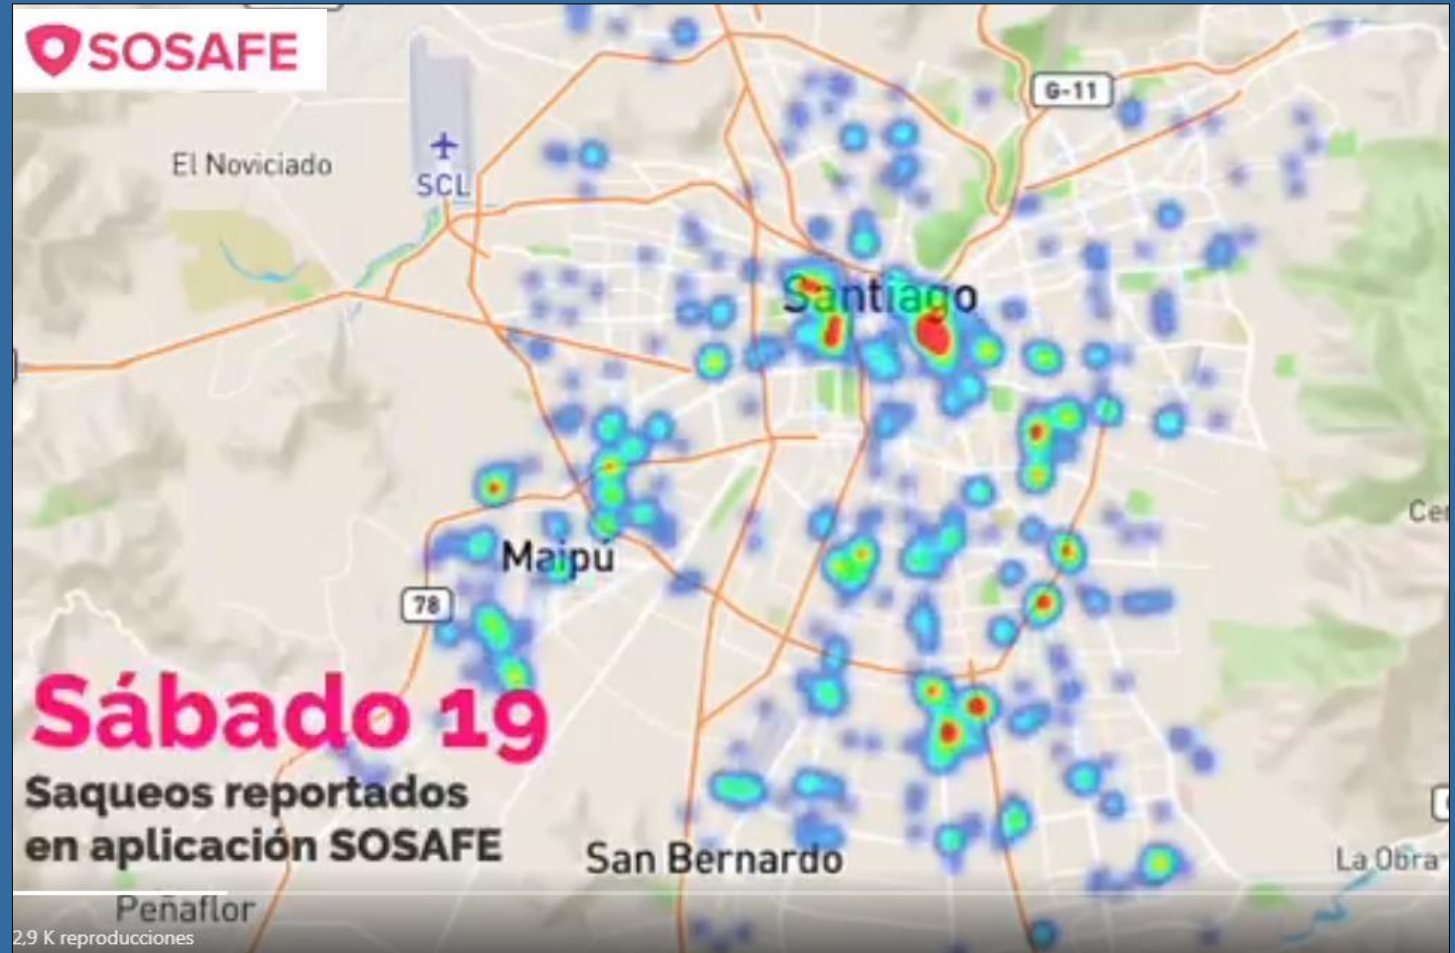 SOSAFE
G-11
El Noviciado
SCL
Santiago
Maipú
78
Sábado 19
Saqueos reportados
en aplicación SOSAFE
San Bernardo
La Obra
Peñaflor
2,9 K reproducciones